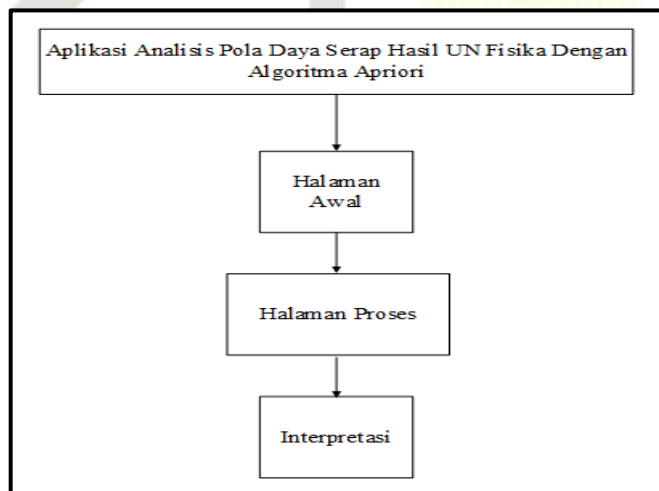 Aplikasi Analisis Pola Daya Serap Hasil UN Fisika Dengan
Algoritma Apriori
Halaman
Awal
Halaman Proses
Interpretasi